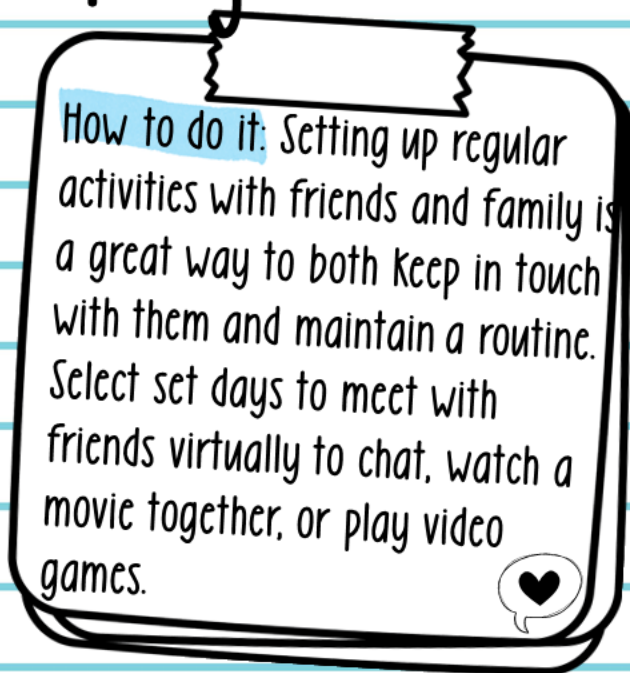 How to do it: Setting up regular
activities with friends and family is
a great way to both keep in touch
with them and maintain a routine.
Select set days to meet with
friends virtually to chat, watch a
movie together, or play video
games.